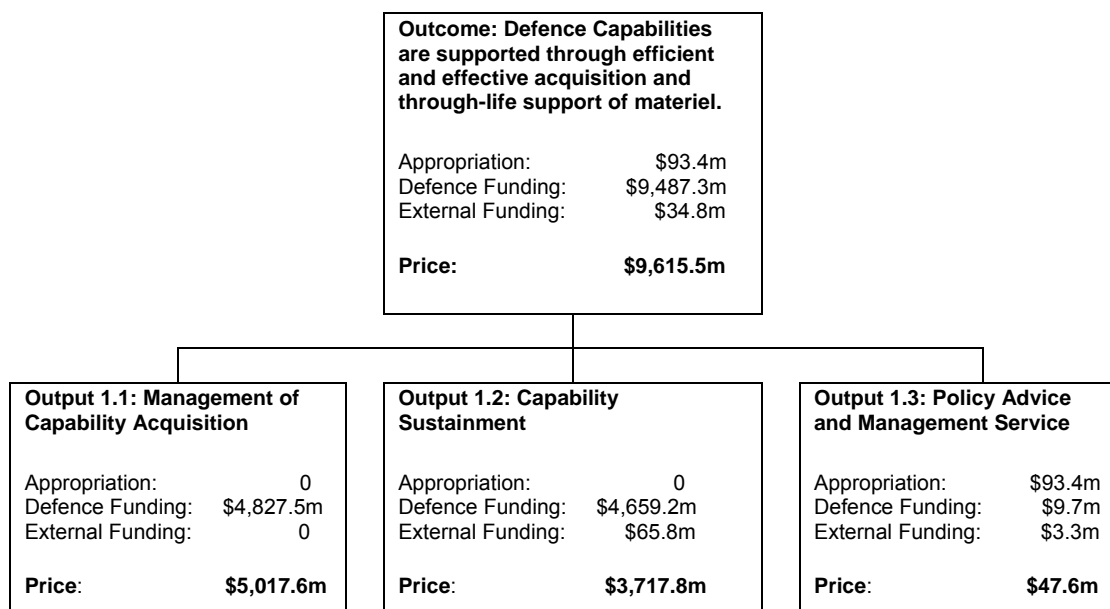 Outcome: Defence Capabilities
are supported through efficient
and effective acquisition and
through-life support of materiel.
Appropriation: $93.4m
Defence Funding: $9,487.3m
External Funding: $34.8m
Price: $9,615.5m
Output 1.1: Management of
Capability Acquisition
Appropriation: 0
Defence Funding: $4,827.5m
External Funding: 0
Price: $5,017.6m
Output 1.2: Capability
Sustainment
Appropriation: 0
Defence Funding: $4,659.2m
External Funding: $65.8m
Price: $3,717.8m
Output 1.3: Policy Advice
and Management Service
Appropriation: $93.4m
Defence Funding: $9.7m
External Funding: $3.3m
Price: $47.6m